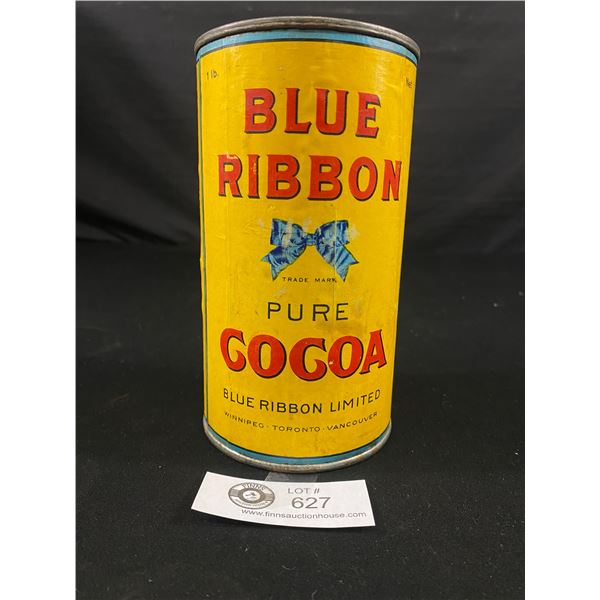 1 lb.
Net
BLUE
RIBBON
TRADE MARK
PURE
COCOA
BLUE RIBBON LIMITED
WINNIPEG - TORONTO - VANCOUVER
FINNS
LOT #
627
www.finnsauctionhouse.com